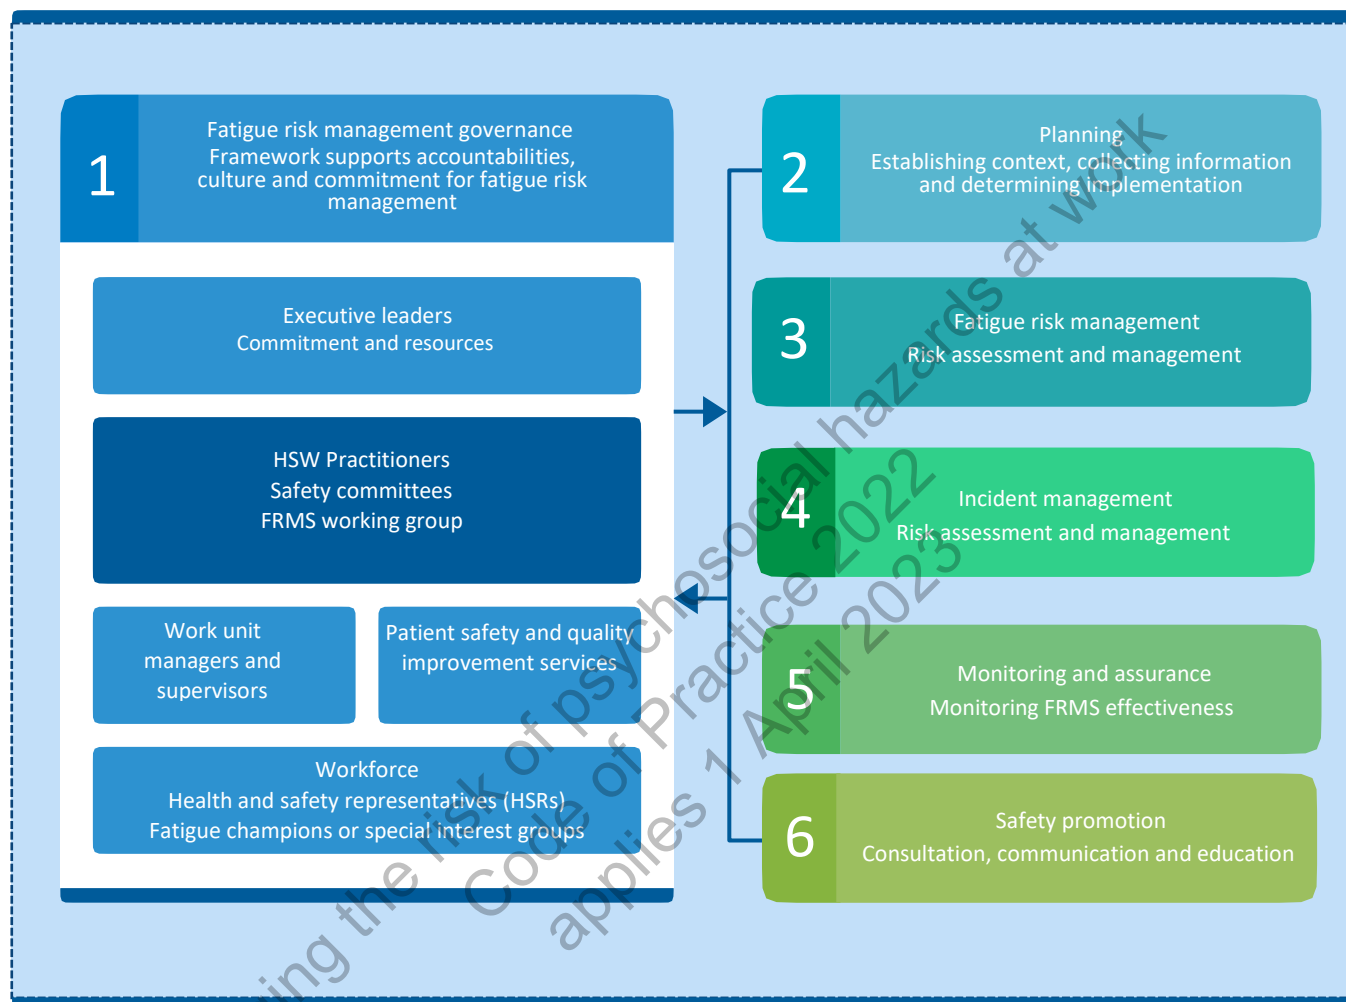 1
Fatigue risk management governance
Framework supports accountabilities,
culture and commitment for fatigue risk
management
Executive leaders
Commitment and resources
HSW Practitioners
Safety committees
FRMS working group
Work unit
managers and
supervisors
Patient safety and quality
improvement services
Workforce
Health and safety representatives (HSRs)
Fatigue champions or special interest groups
2
Planning
Establishing context, collecting information
and determining implementation
3
Fatigue risk management
Risk assessment and management
4
Incident management
Risk assessment and management
5
Monitoring and assurance
Monitoring FRMS effectiveness
6
Safety promotion
Consultation, communication and education
the risk of psychosocial hazards at work
Code of Practice 2022
applies 1 April 2023